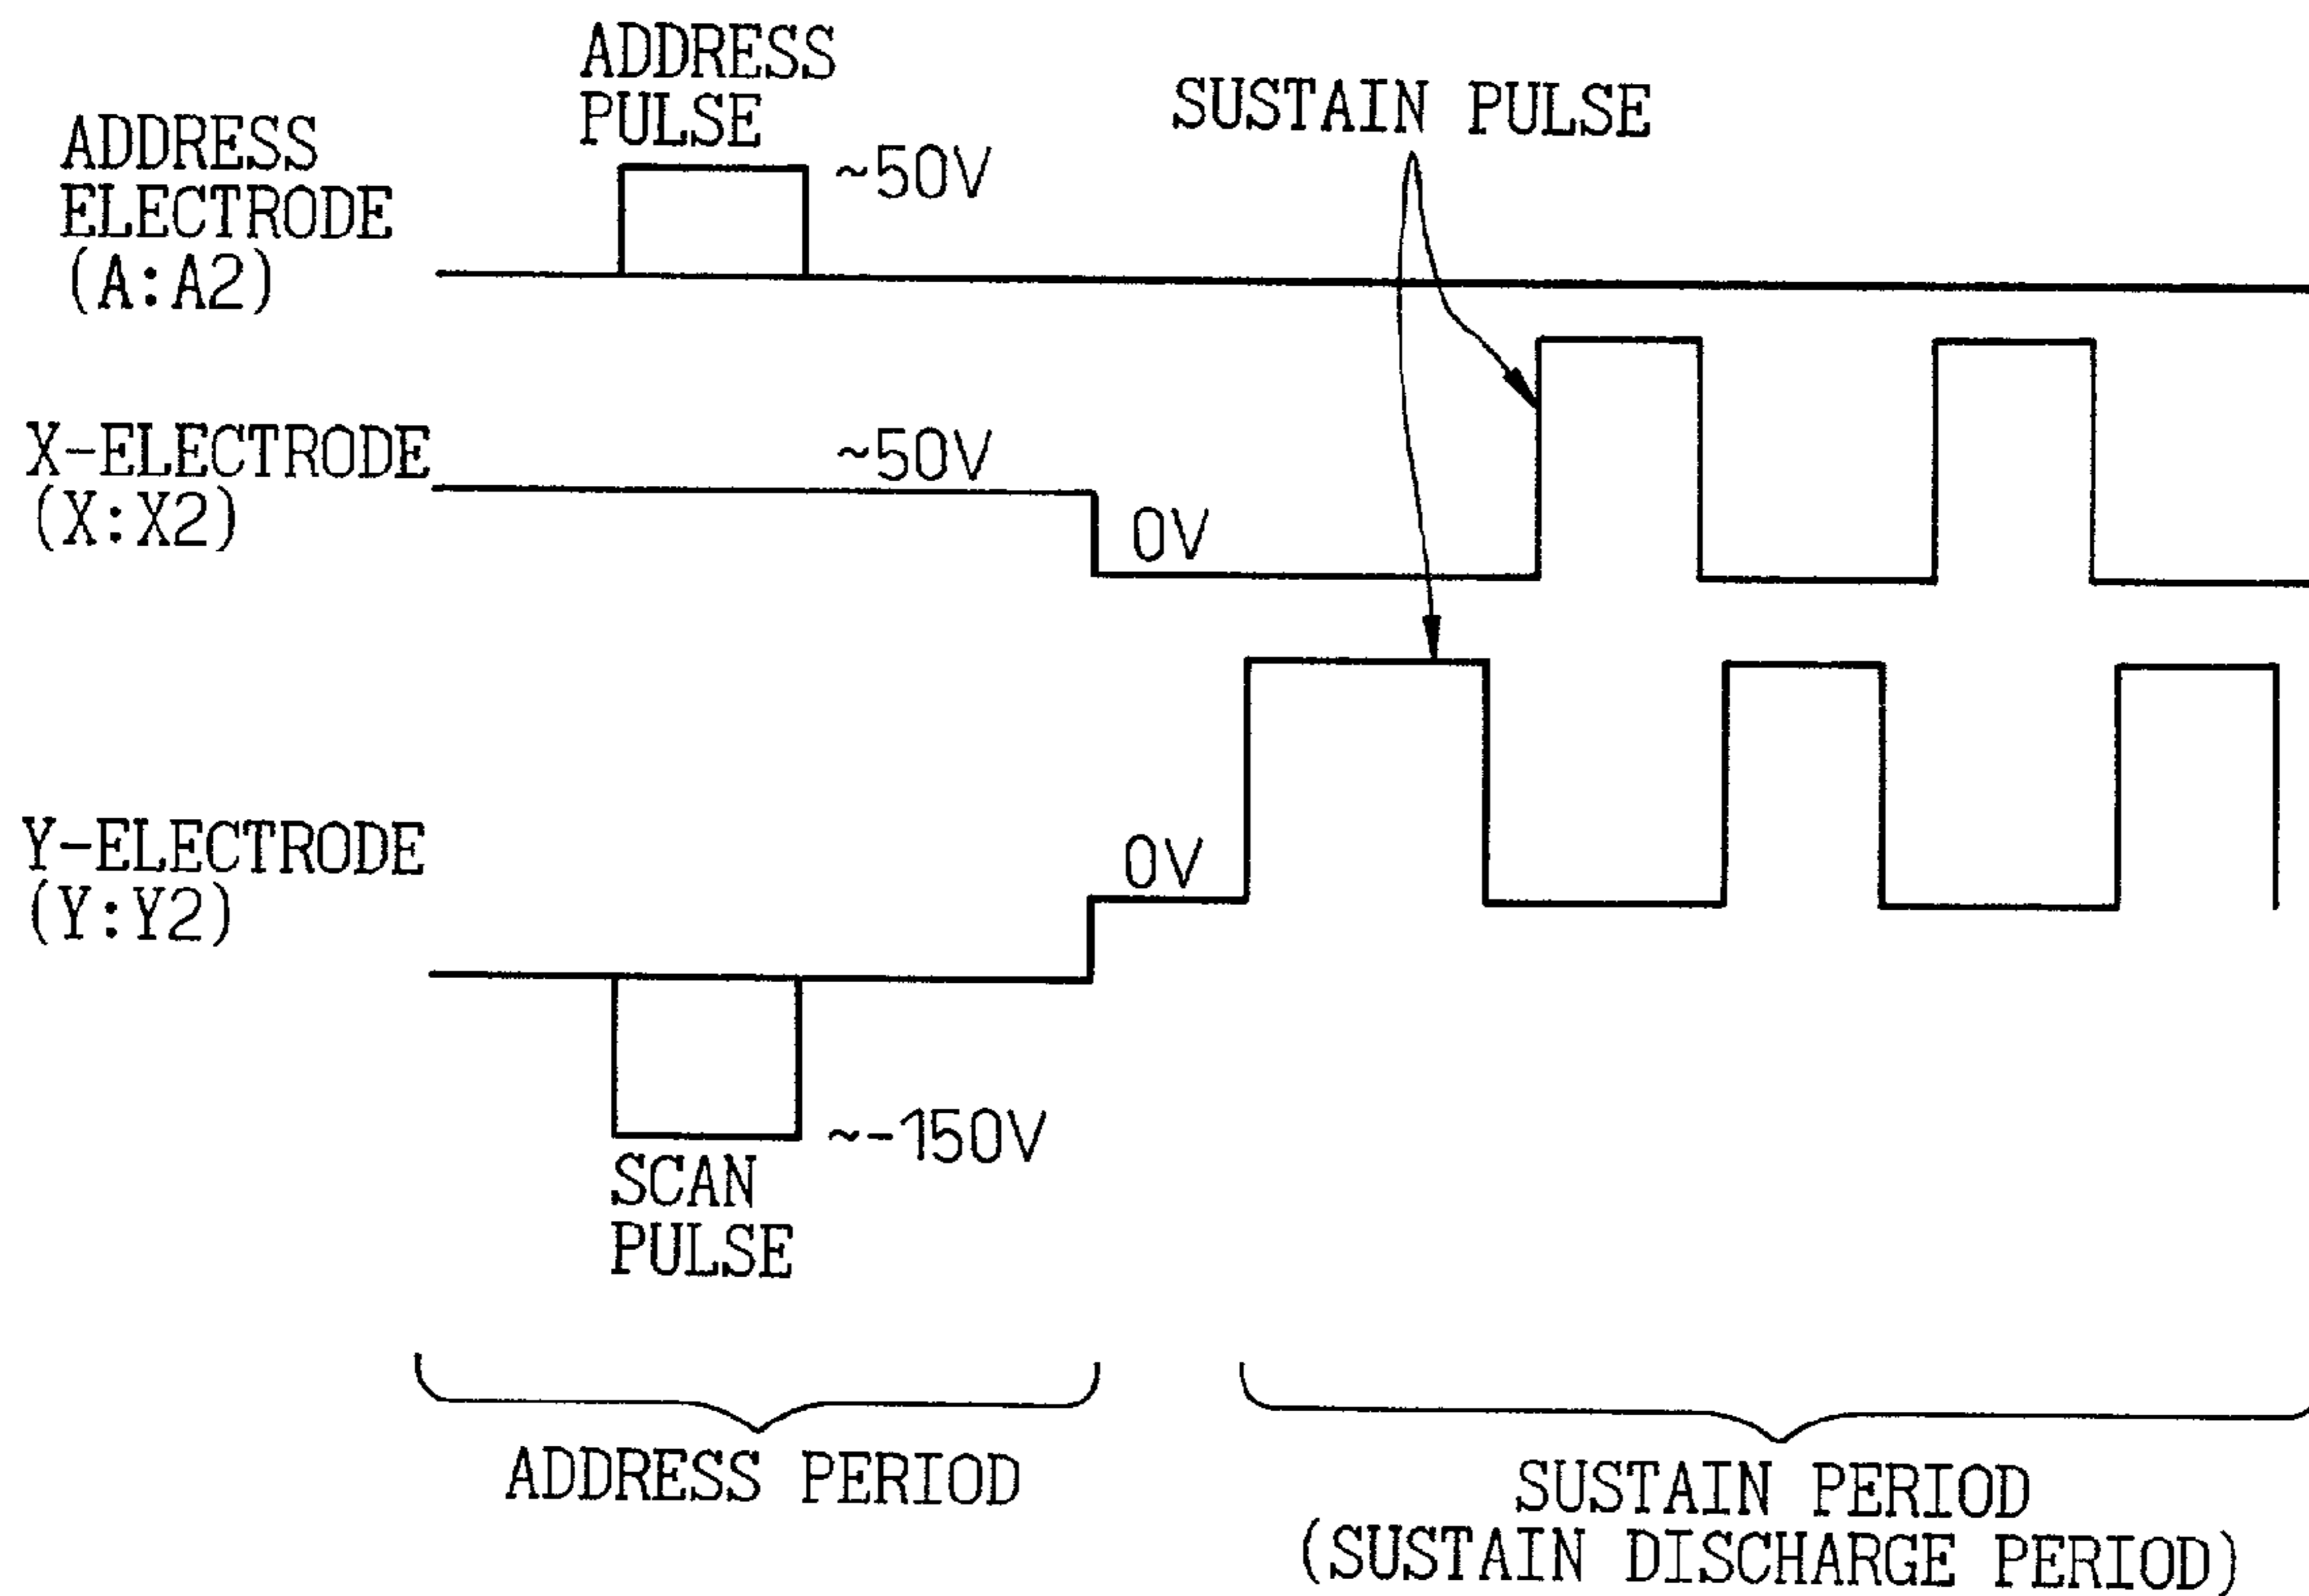 ADDRESS
PULSE
SUSTAIN PULSE
ADDRESS
ELECTRODE
(A:A2)
~50V
X-ELECTRODE
(X:X2)
~50V
0V
Y-ELECTRODE
(Y:Y2)
0V
~-150V
SCAN
PULSE
ADDRESS PERIOD
SUSTAIN PERIOD
(SUSTAIN DISCHARGE PERIOD)